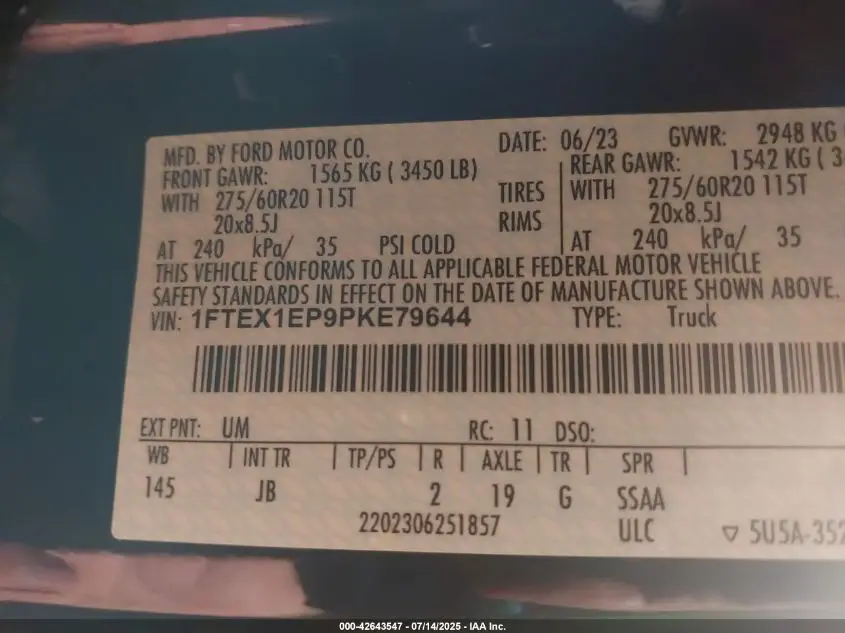 MFD. BY FORD MOTOR CO. DATE: 06/23 GVWR: 2948 KG
FRONT GAWR: 1565 KG ( 3450 LB) REAR GAWR: 1542 KG ( 3
WITH 275/60R20 115T TIRES WITH 275/60R20 115T
20x8.5J RIMS 20x8.5J
AT 240 kPa/ 35 PSI COLD AT 240 kPa/ 35
THIS VEHICLE CONFORMS TO ALL APPLICABLE FEDERAL MOTOR VEHICLE
SAFETY STANDARDS IN EFFECT ON THE DATE OF MANUFACTURE SHOWN ABOVE.
VIN: 1FTEX1EP9PKE79644 TYPE: Truck
EXT PNT: UM RC: 11 DSO:
WB | INT TR | TP/PS | R | AXLE | TR | SPR |
145 JB 2 19 G SSAA
2202306251857 ULC ▽ 5U5A-352
000-42643547 - 07/14/2025 - IAA Inc.